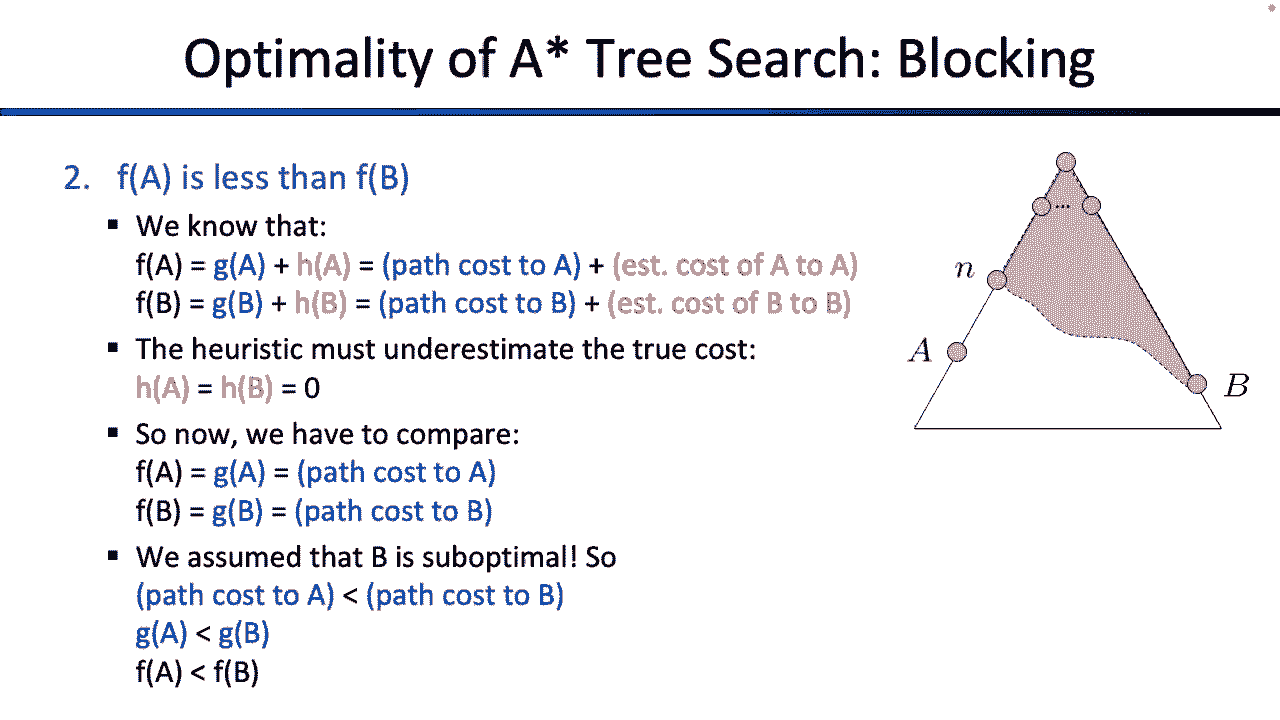 Optimality of A* Tree Search: Blocking
2. f(A) is less than f(B)
▪ We know that:
f(A) = g(A) + h(A) = (path cost to A) + (est. cost of A to A)
f(B) = g(B) + h(B) = (path cost to B) + (est. cost of B to B)
▪ The heuristic must underestimate the true cost:
h(A) = h(B) = 0
▪ So now, we have to compare:
f(A) = g(A) = (path cost to A)
f(B) = g(B) = (path cost to B)
▪ We assumed that B is suboptimal! So
(path cost to A) < (path cost to B)
g(A) < g(B)
f(A) < f(B)
...
n
A
B